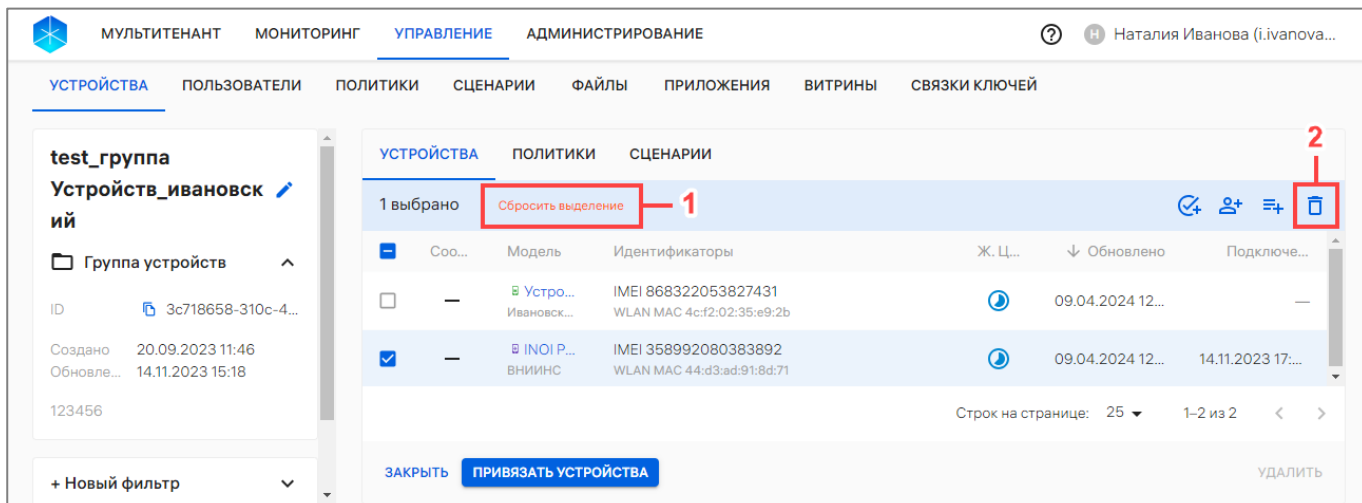 МУЛЬТИТЕНАНТ МОНИТОРИНГ УПРАВЛЕНИЕ АДМИНИСТРИРОВАНИЕ Н Наталия Иванова (i.ivanova...
УСТРОЙСТВА ПОЛЬЗОВАТЕЛИ ПОЛИТИКИ СЦЕНАРИИ ФАЙЛЫ ПРИЛОЖЕНИЯ ВИТРИНЫ СВЯЗКИ КЛЮЧЕЙ
test_группа
Устройств_ивановск
ий
Группа устройств
ID 3c718658-310c-4...
Создано 20.09.2023 11:46
Обновле... 14.11.2023 15:18
123456
+ Новый фильтр
УСТРОЙСТВА ПОЛИТИКИ СЦЕНАРИИ
2
1 выбрано Сбросить выделение 1
Соо... Модель Идентификаторы Ж. Ц... Обновлено Подключе...
Устро... IMEI 868322053827431 09.04.2024 12... —
Ивановск... WLAN MAC 4c:f2:02:35:e9:2b
INOI P... IMEI 358992080383892 09.04.2024 12... 14.11.2023 17:...
ВНИИНС WLAN MAC 44:d3:ad:91:8d:71
Строк на странице: 25 1–2 из 2
ЗАКРЫТЬ ПРИВЯЗАТЬ УСТРОЙСТВА УДАЛИТЬ